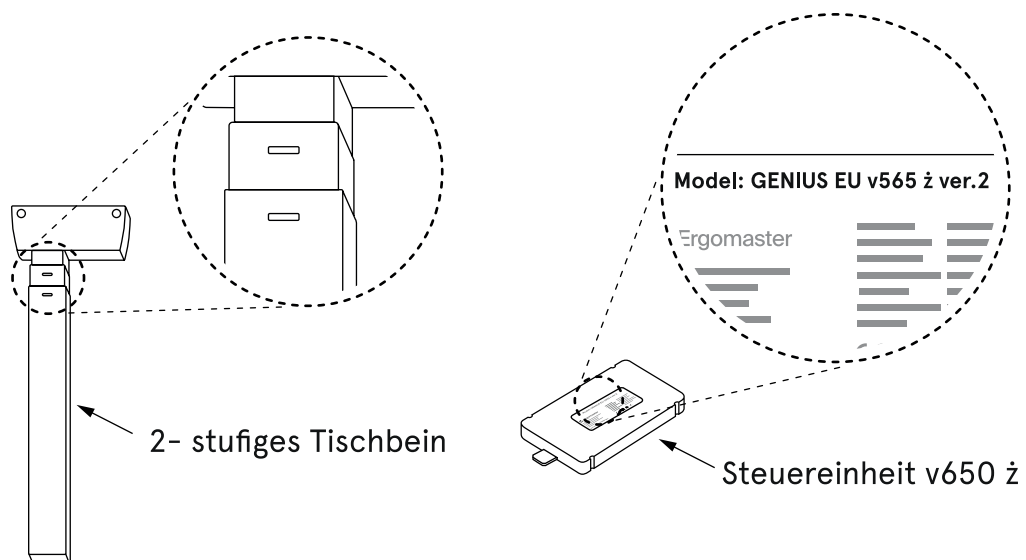 Model: GENIUS EU v565 ż ver.2
Ergomaster
2- stufiges Tischbein
Steuereinheit v650 ż